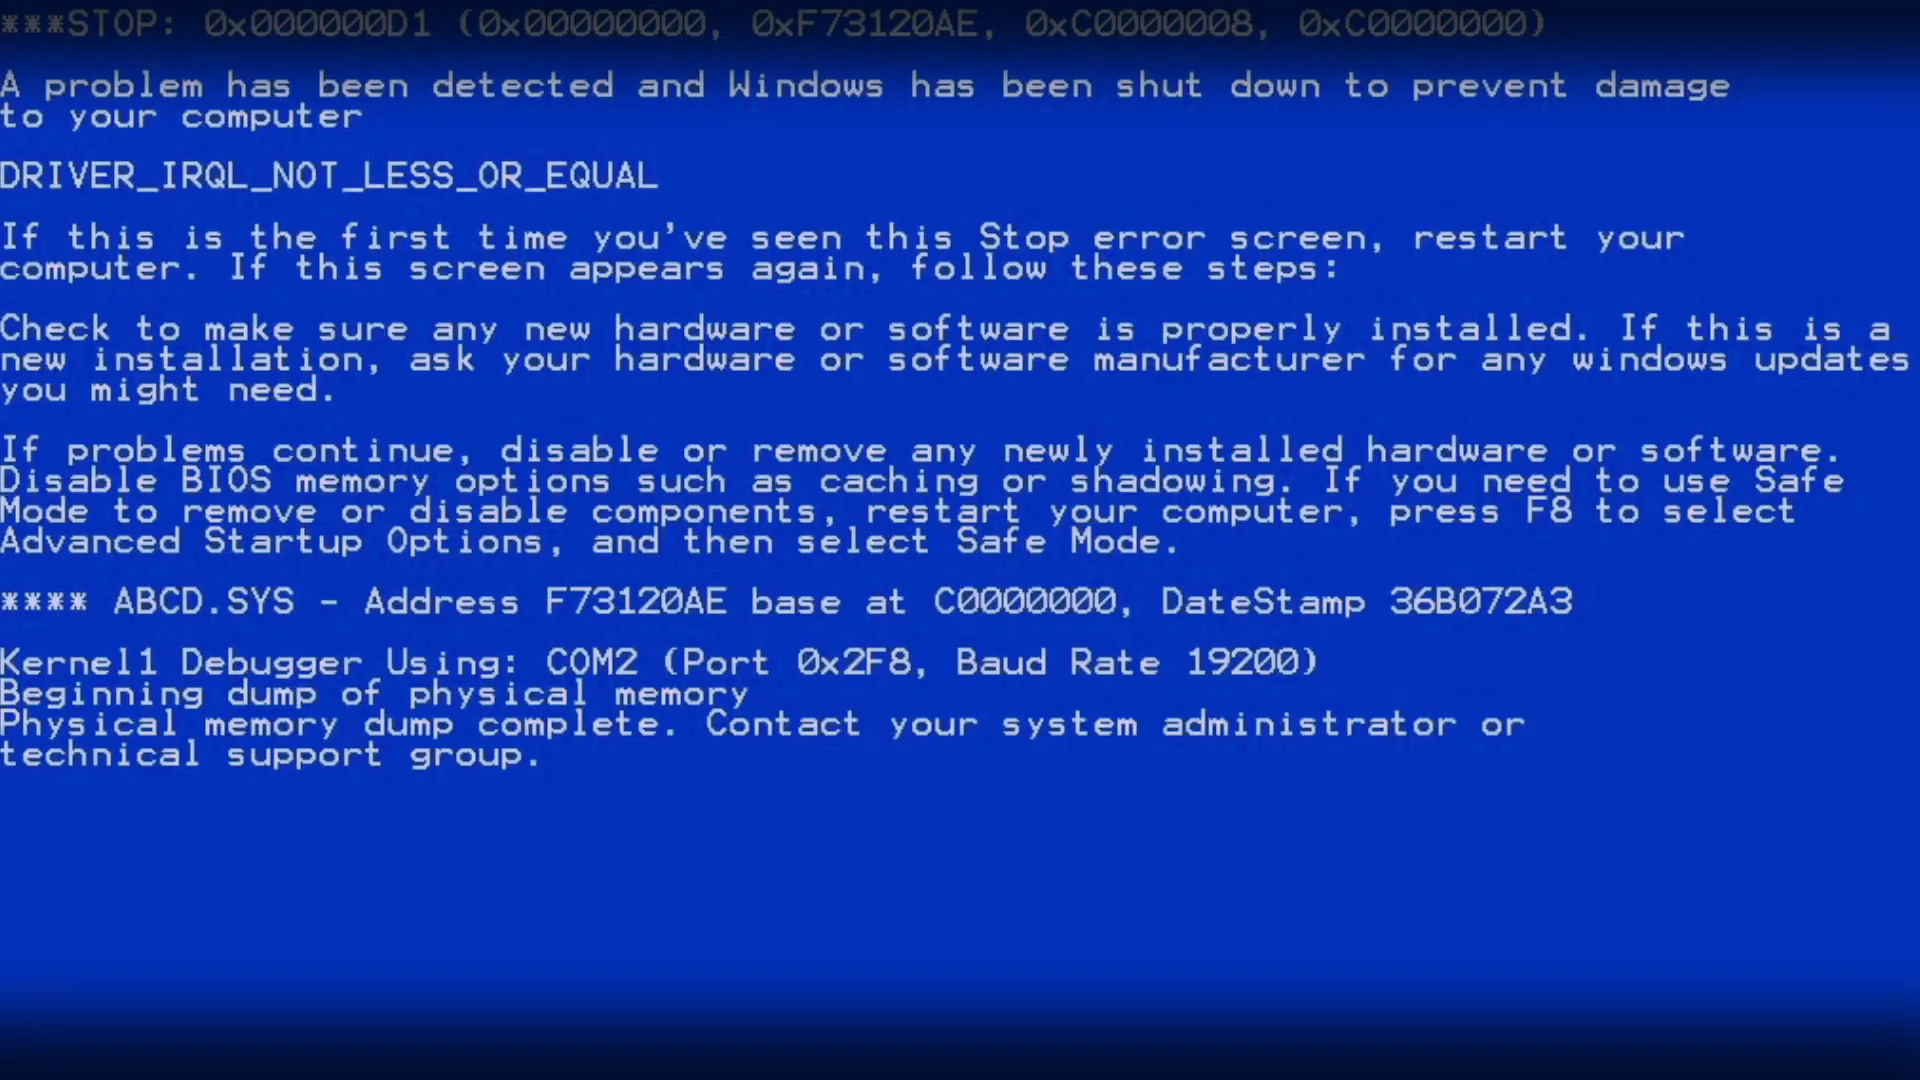 ***STOP: 0x000000D1 (0x00000000, 0xF73120AE, 0xC0000008, 0xC0000000)
A problem has been detected and Windows has been shut down to prevent damage
to your computer
DRIVER_IRQL_NOT_LESS_OR_EQUAL
If this is the first time you've seen this Stop error screen, restart your
computer. If this screen appears again, follow these steps:
Check to make sure any new hardware or software is properly installed. If this is a
new installation, ask your hardware or software manufacturer for any windows updates
you might need.
If problems continue, disable or remove any newly installed hardware or software.
Disable BIOS memory options such as caching or shadowing. If you need to use Safe
Mode to remove or disable components, restart your computer, press F8 to select
Advanced Startup Options, and then select Safe Mode.
**** ABCD.SYS - Address F73120AE base at C0000000, DateStamp 36B072A3
Kernel1 Debugger Using: COM2 (Port 0x2F8, Baud Rate 19200)
Beginning dump of physical memory
Physical memory dump complete. Contact your system administrator or
technical support group.